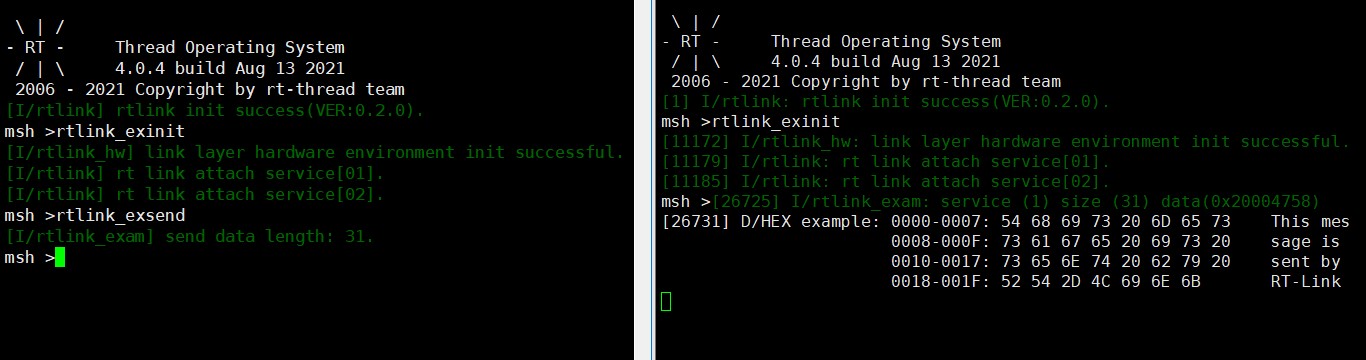 \ | /
- RT -     Thread Operating System
 / | \     4.0.4 build Aug 13 2021
 2006 - 2021 Copyright by rt-thread team
[I/rtlink] rtlink init success(VER:0.2.0).
msh >rtlink_exinit
[I/rtlink_hw] link layer hardware environment init successful.
[I/rtlink] rt link attach service[01].
[I/rtlink] rt link attach service[02].
msh >rtlink_exsend
[I/rtlink_exam] send data length: 31.
msh >
 \ | /
- RT -     Thread Operating System
 / | \     4.0.4 build Aug 13 2021
 2006 - 2021 Copyright by rt-thread team
[1] I/rtlink: rtlink init success(VER:0.2.0).
msh >rtlink_exinit
[11172] I/rtlink_hw: link layer hardware environment init successful.
[11179] I/rtlink: rt link attach service[01].
[11185] I/rtlink: rt link attach service[02].
msh >[26725] I/rtlink_exam: service (1) size (31) data(0x20004758)
[26731] D/HEX example: 0000-0007: 54 68 69 73 20 6D 65 73    This mes
                       0008-000F: 73 61 67 65 20 69 73 20    sage is
                       0010-0017: 73 65 6E 74 20 62 79 20    sent by
                       0018-001F: 52 54 2D 4C 69 6E 6B       RT-Link